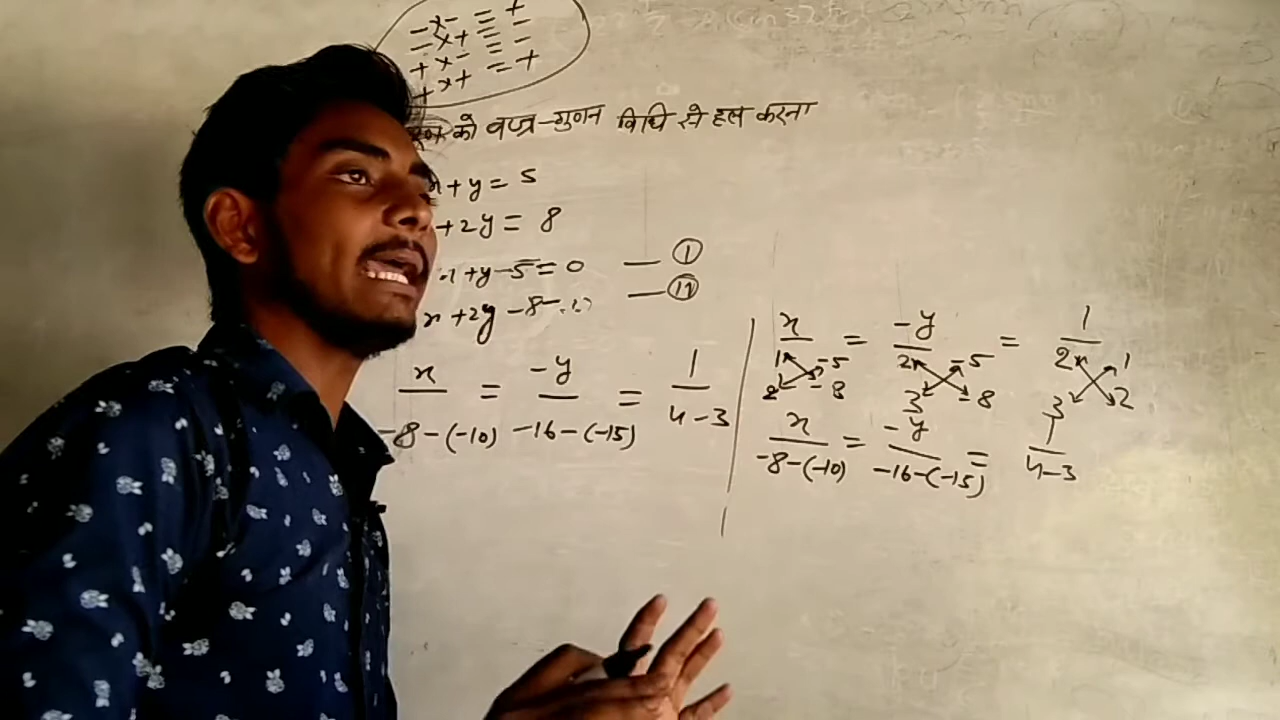 - x - = +
- x + = -
+ x - = -
+ x + = +
को वज्र-गुणन विधि से हल करना
x + y = 5
+ 2y = 8
x + y - 5 = 0 — ①
x + 2y - 8 = — ⑪
x = -y = 1
-8-(-10) -16-(-15) 4-3
x = -y = 1
1 -5 2 -5 2 1
2 -8 3 -8 3 2
x = -y = 1
-8-(-10) -16-(-15) 4-3